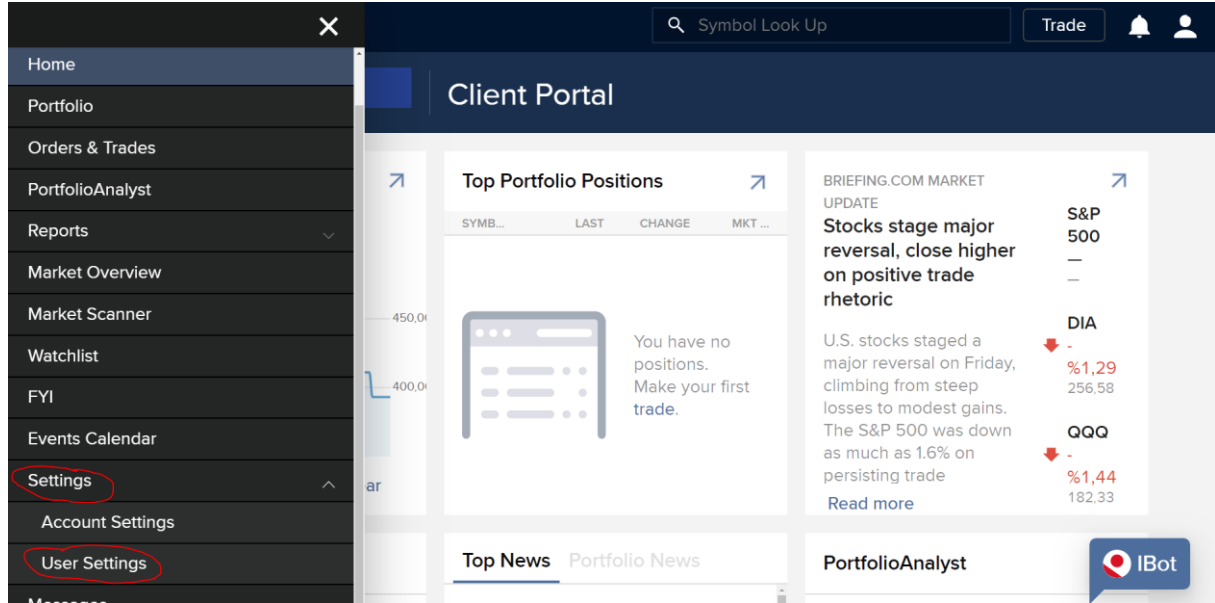 Symbol Look Up
Trade
Home
Portfolio
Orders & Trades
PortfolioAnalyst
Reports
Market Overview
Market Scanner
Watchlist
FYI
Events Calendar
Settings
Account Settings
User Settings
Messages
Client Portal
450,0
400,0
ar
Top Portfolio Positions
SYMB... LAST CHANGE MKT ...
You have no
positions.
Make your first
trade.
BRIEFING.COM MARKET
UPDATE
Stocks stage major
reversal, close higher
on positive trade
rhetoric
U.S. stocks staged a
major reversal on Friday,
climbing from steep
losses to modest gains.
The S&P 500 was down
as much as 1.6% on
persisting trade
Read more
S&P
500
—
—
DIA
-
%1,29
256,58
QQQ
-
%1,44
182,33
Top News Portfolio News
PortfolioAnalyst
IBot